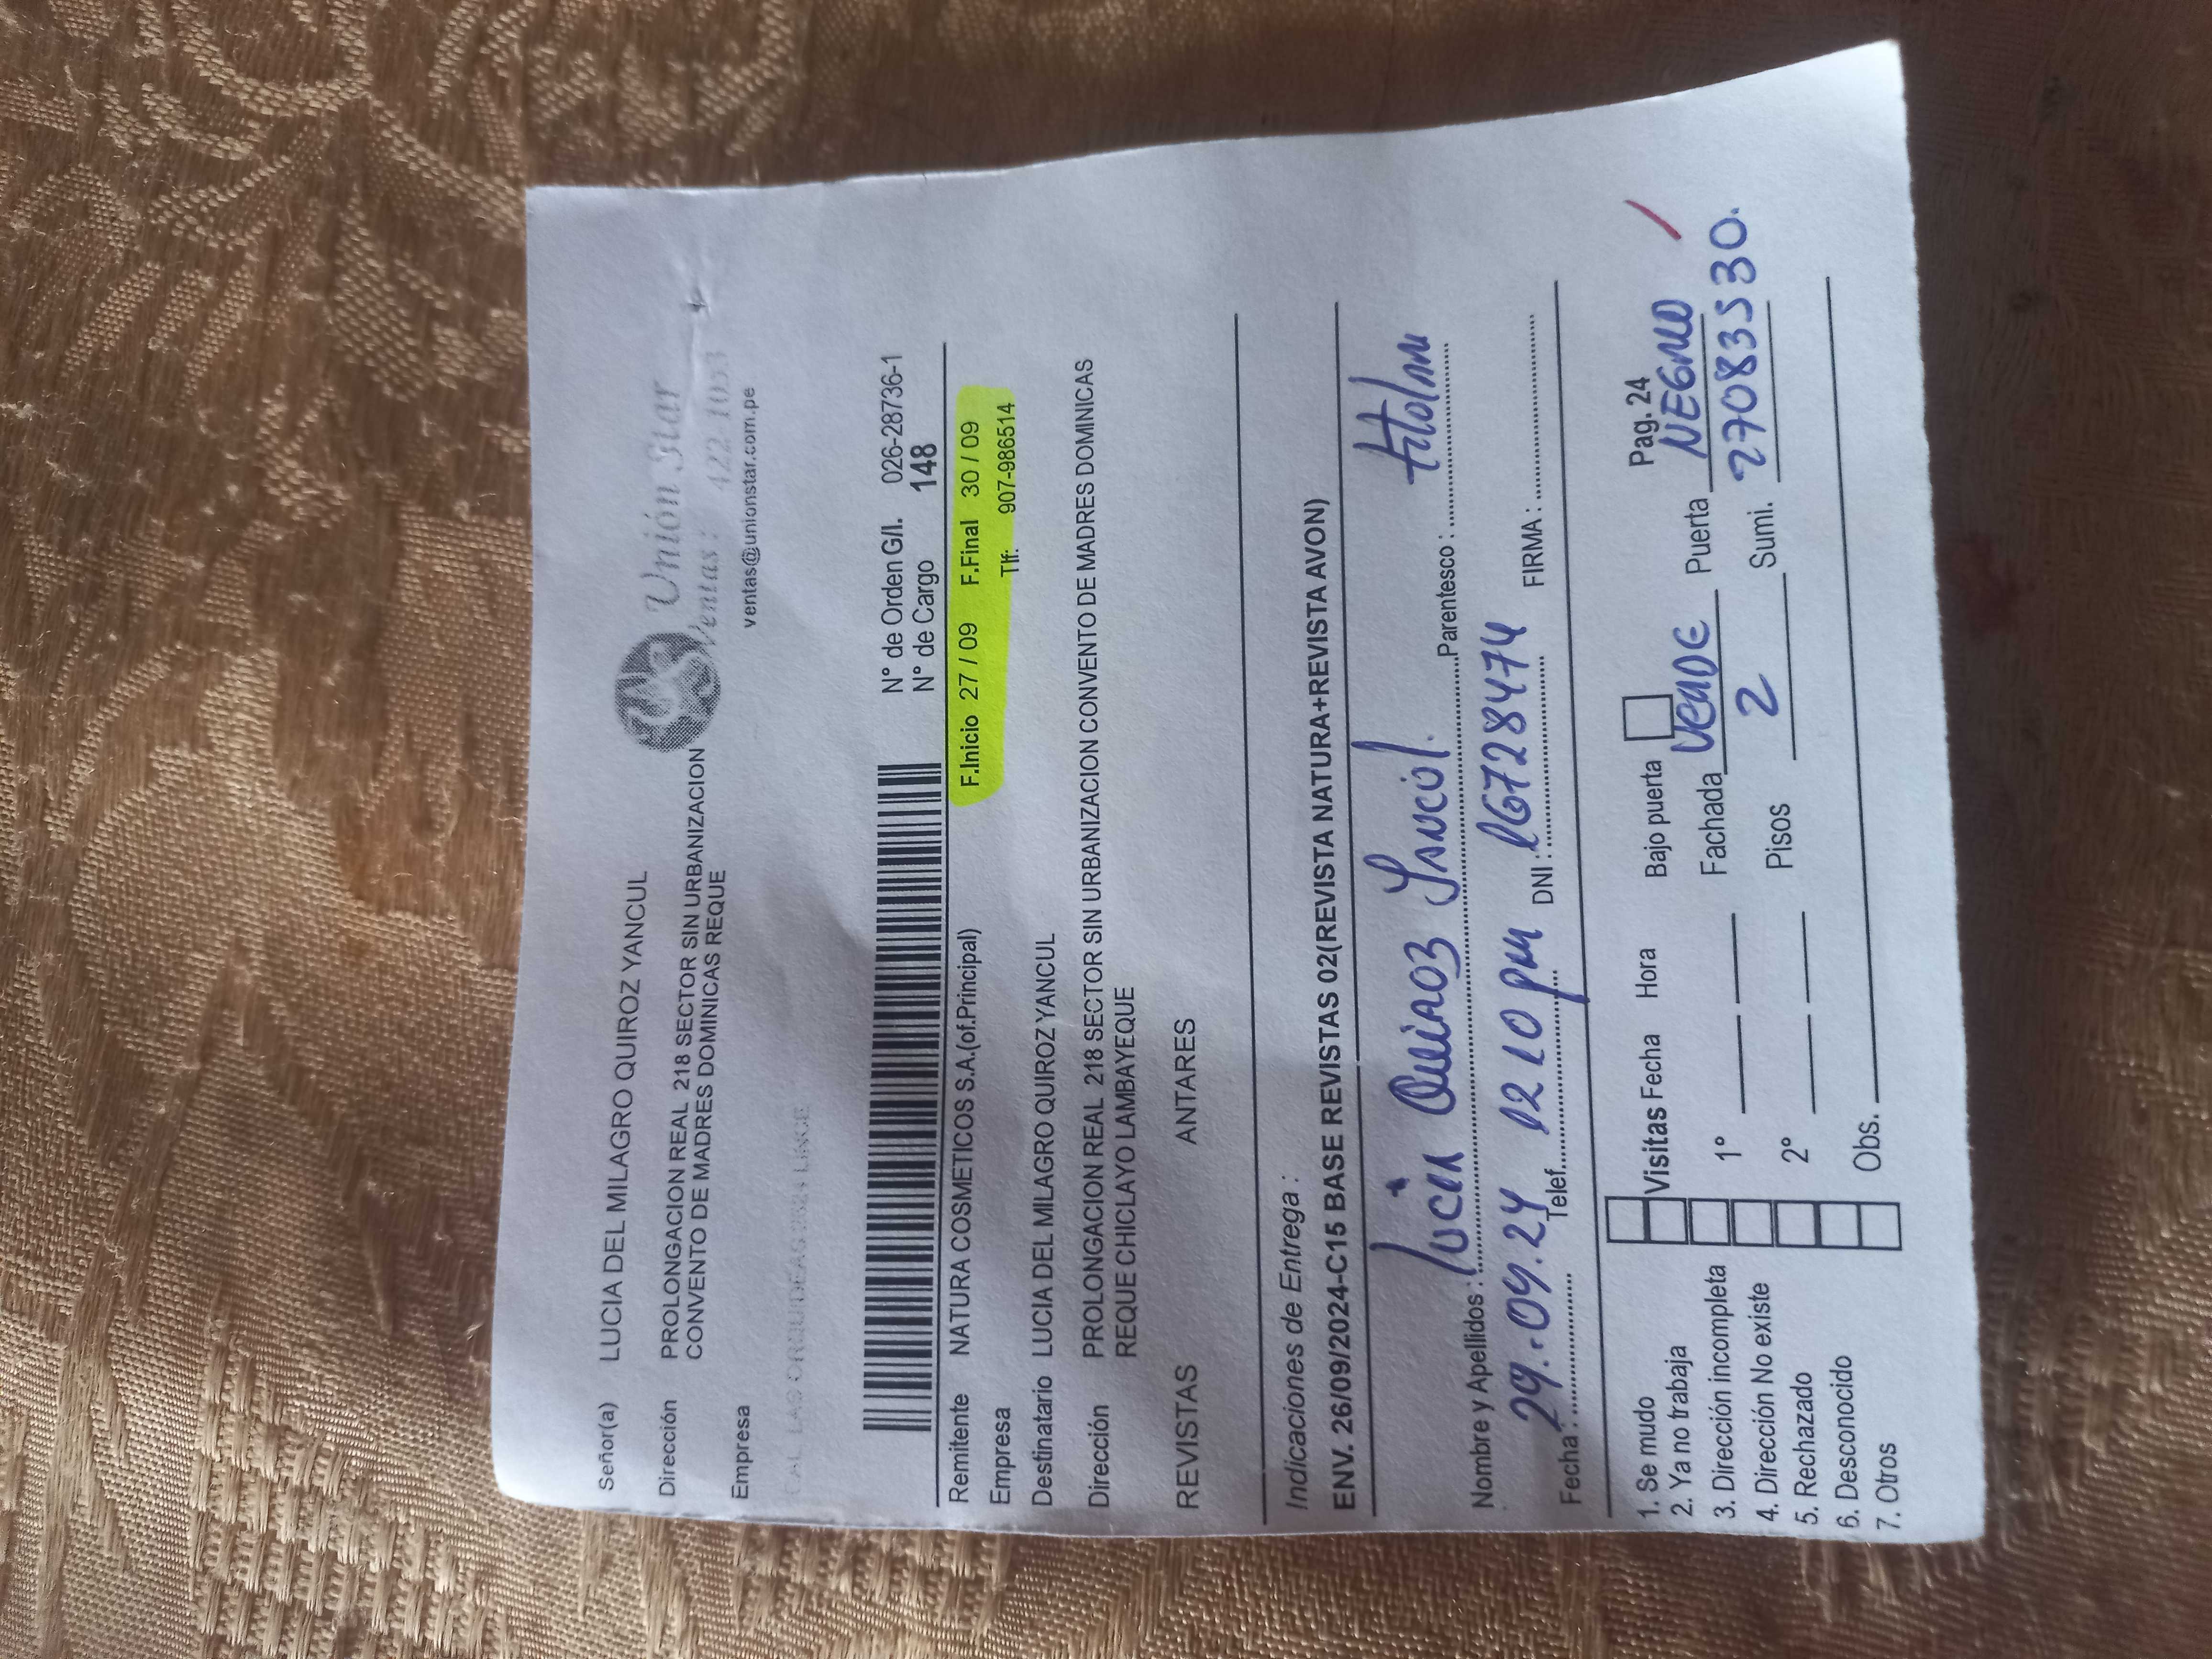 Señor(a) LUCIA DEL MILAGRO QUIROZ YANCUL
Unión Star
Dirección PROLONGACION REAL 218 SECTOR SIN URBANIZACION
CONVENTO DE MADRES DOMINICAS REQUE
Ventas:
Empresa
ventas@unionstar.com.pe
N° de Orden G/I. 026-28736-1
N° de Cargo 148
Remitente NATURA COSMETICOS S.A.(of.Principal) F.Inicio 27 / 09 F.Final 30 / 09
Empresa Tlf: 907-986514
Destinatario LUCIA DEL MILAGRO QUIROZ YANCUL
Dirección PROLONGACION REAL 218 SECTOR SIN URBANIZACION CONVENTO DE MADRES DOMINICAS
REQUE CHICLAYO LAMBAYEQUE
REVISTAS ANTARES
Indicaciones de Entrega :
ENV. 26/09/2024-C15 BASE REVISTAS 02(REVISTA NATURA+REVISTA AVON)
Nombre y Apellidos : Lucia Quiroz Parentesco :
Fecha : 29.09.24 Telef. 12 10 pm DNI : 16728474 FIRMA :
1. Se mudo
2. Ya no trabaja
3. Dirección incompleta
4. Dirección No existe
5. Rechazado
6. Desconocido
7. Otros
Visitas Fecha Hora
1°
2°
Obs.
Bajo puerta Pag. 24
Fachada VERDE Puerta NEGRO
Pisos 2 Sumi. 27083530.